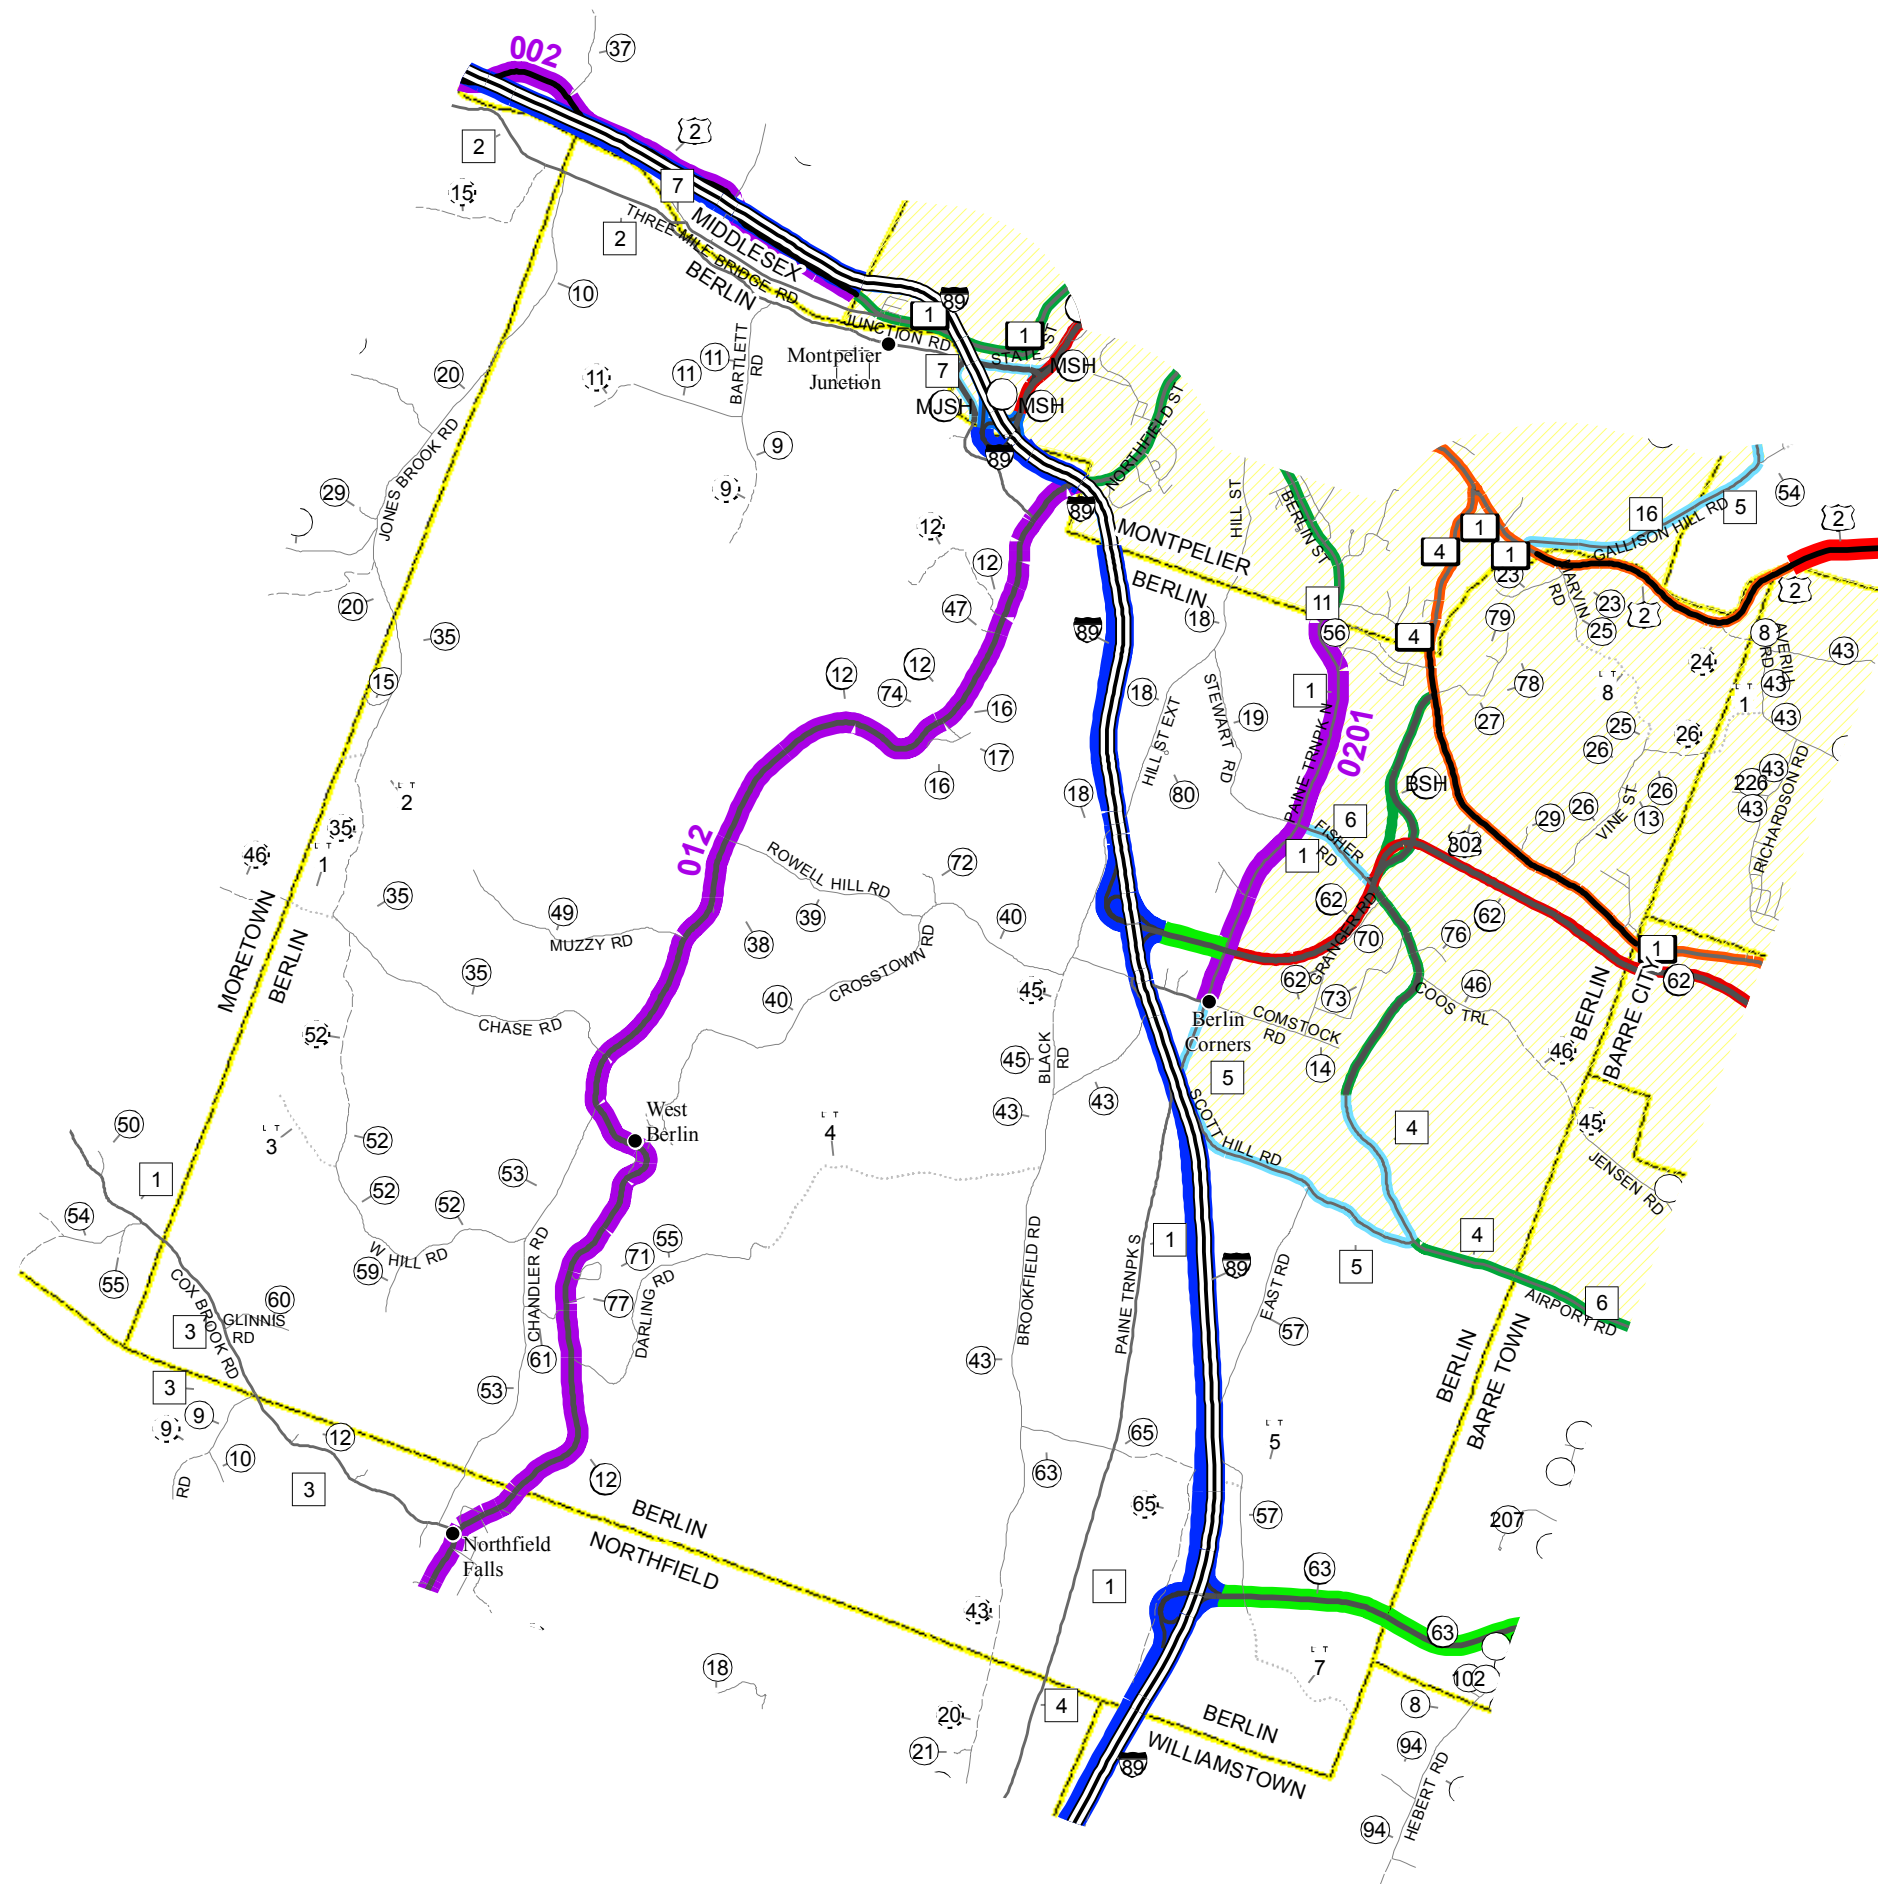 002
37
2
2
7
15
2
THREE MILE BRIDGE RD
MIDDLESEX
BERLIN
10
1
89
1
JUNCTION RD
STATE ST
Montpelier
Junction
7
MSH
MJSH
MSH
BARTLETT
RD
11
11
11
20
JONES BROOK RD
9
9
29
89
89
NORTHFIELD ST
12
12
HILL ST
BERLIN ST
MONTPELIER
BERLIN
1
4
1
16
5
54
GALLISON HILL RD
2
2
2
23
MARVIN
RD
23
25
79
8
AVERILL
RD
43
43
43
24
20
35
15
47
12
12
74
16
17
16
89
18
18
18
11
56
4
1
STEWART RD
19
HILL ST EXT
80
PAINE TRNPK N
0201
78
27
L T
8
L T
1
25
26
26
26
26
13
29
VINE ST
43
226
43
RICHARDSON RD
BSH
302
6
FISHER
RD
1
62
62
62
62
GRANGER RD
70
76
73
46
COOS TRL
1
L T
2
35
46
L T
1
35
012
ROWELL HILL RD
72
39
38
40
40
CROSSTOWN RD
49
MUZZY RD
MORETOWN
BERLIN
35
CHASE RD
52
45
45
BLACK
RD
43
43
Berlin
Corners
COMSTOCK
RD
14
5
4
BERLIN
BARRE CITY
46
45
JENSEN RD
SCOTT HILL RD
West
Berlin
L T
3
L T
4
50
1
52
52
52
53
54
55
W HILL RD
59
CHANDLER RD
71
55
77
DARLING RD
61
53
60
GLINNIS
RD
COX BROOK RD
3
3
9
9
10
RD
12
3
12
BROOKFIELD RD
43
PAINE TRNPK S
1
89
EAST RD
57
5
4
6
AIRPORT RD
BERLIN
BARRE TOWN
65
63
65
L T
5
57
207
BERLIN
NORTHFIELD
Northfield
Falls
1
63
63
102
8
94
94
HEBERT RD
L T
7
43
18
20
21
4
89
BERLIN
WILLIAMSTOWN